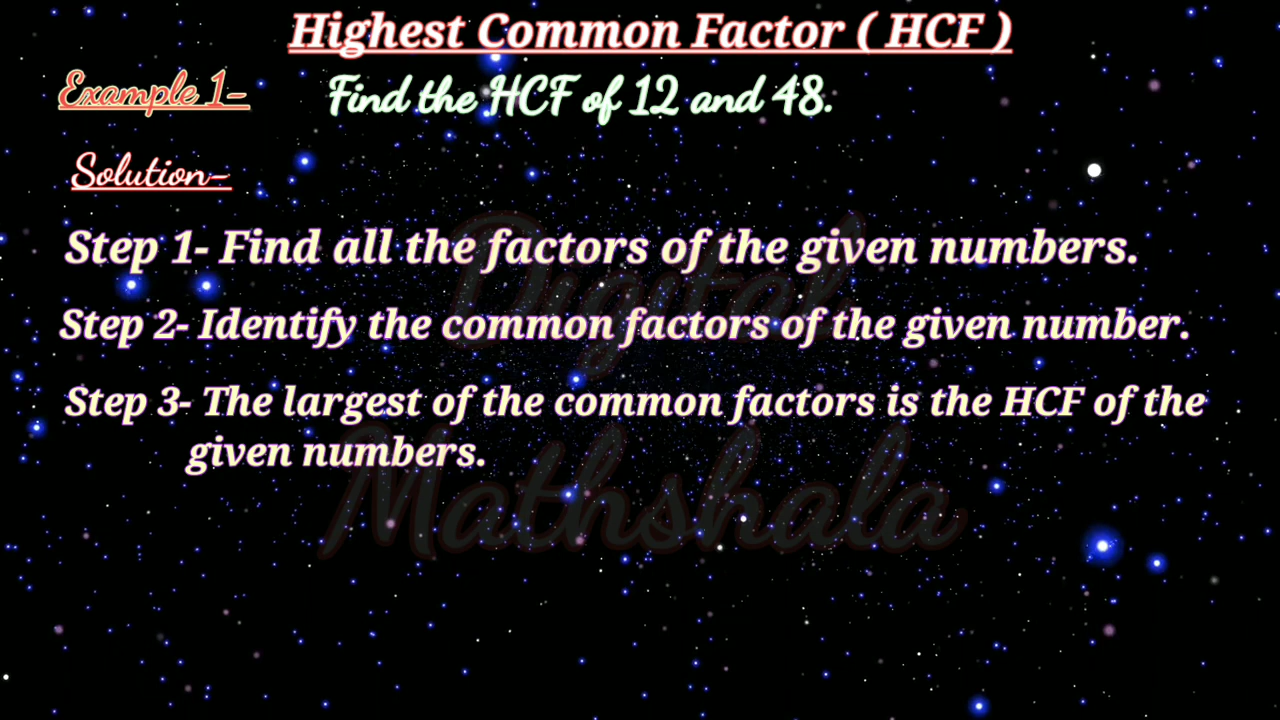 Highest Common Factor ( HCF )
Example 1-
Find the HCF of 12 and 48.
Solution-
Step 1- Find all the factors of the given numbers.
Step 2- Identify the common factors of the given number.
Step 3- The largest of the common factors is the HCF of the
given numbers.
Digital
Mathshala